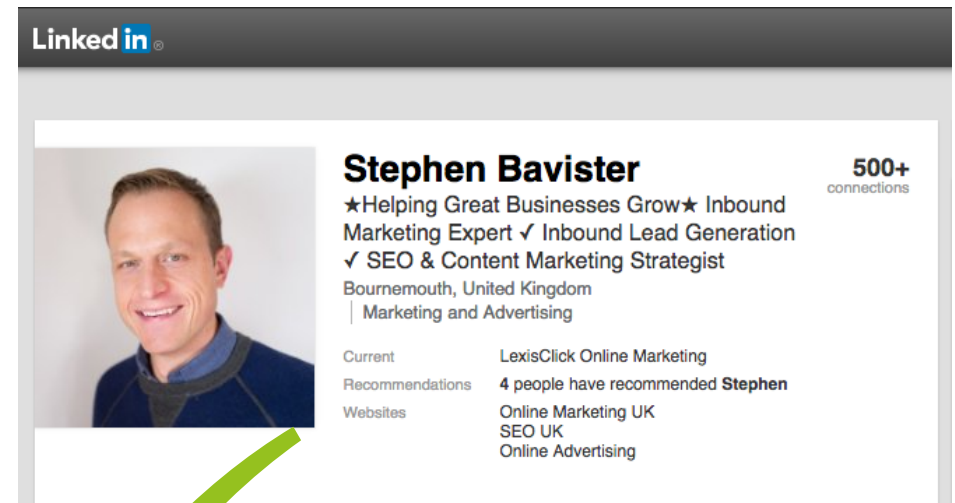 Linked in ®
Stephen Bavister
500+
connections
★Helping Great Businesses Grow★ Inbound
Marketing Expert ✓ Inbound Lead Generation
✓ SEO & Content Marketing Strategist
Bournemouth, United Kingdom
Marketing and Advertising
Current LexisClick Online Marketing
Recommendations 4 people have recommended Stephen
Websites Online Marketing UK
SEO UK
Online Advertising